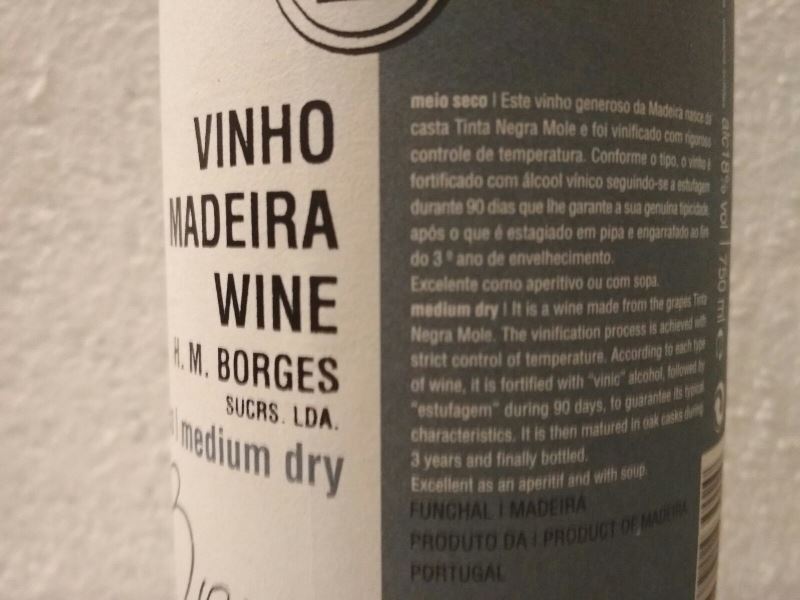 VINHO
MADEIRA
WINE
H. M. BORGES
SUCRS. LDA.
| medium dry
meio seco | Este vinho generoso da Madeira nasce da
casta Tinta Negra Mole e foi vinificado com rigoroso
controle de temperatura. Conforme o tipo, o vinho é
fortificado com álcool vínico seguindo-se a estufagem
durante 90 dias que lhe garante a sua genuína tipicidade,
após o que é estagiado em pipa e engarrafado ao fim
do 3º ano de envelhecimento.
Excelente como aperitivo ou com sopa.
medium dry | It is a wine made from the grapes Tinta
Negra Mole. The vinification process is achieved with
strict control of temperature. According to each type
of wine, it is fortified with "vinic" alcohol, followed by
"estufagem" during 90 days, to guarantee its typical
characteristics. It is then matured in oak casks during
3 years and finally bottled.
Excellent as an aperitif and with soup.
FUNCHAL | MADEIRA
PRODUTO DA | PRODUCT OF MADEIRA
PORTUGAL
alc18% vol | 750 ml e